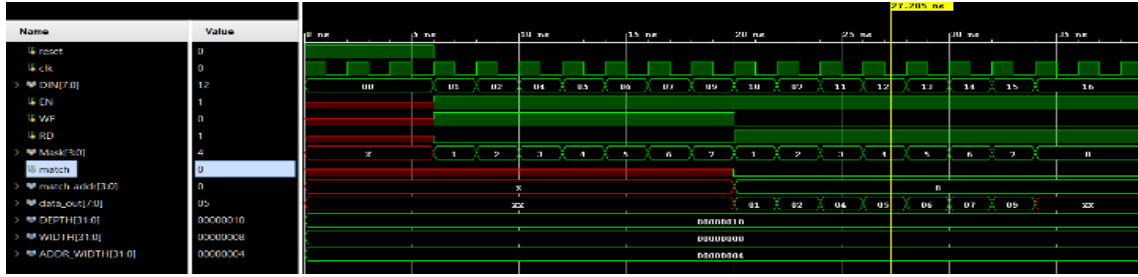 27.205 ns
Name Value 0 ns 5 ns 10 ns 15 ns 20 ns 25 ns 30 ns 35 ns
reset 0
clk 0
DIN[7:0] 12 00 01 02 04 05 06 07 09 10 11 12 13 14 15 16
EN 1
WE 0
RD 1
Mask[3:0] 4 X 1 2 3 4 5 6 7 1 2 3 4 5 6 7 8
match 0
match_addr[3:0] 0 X 0
data_out[7:0] 05 XX 01 02 04 05 06 07 09 XX
DEPTH[31:0] 00000010 00000010
WIDTH[31:0] 00000008 00000008
ADDR_WIDTH[31:0] 00000004 00000004